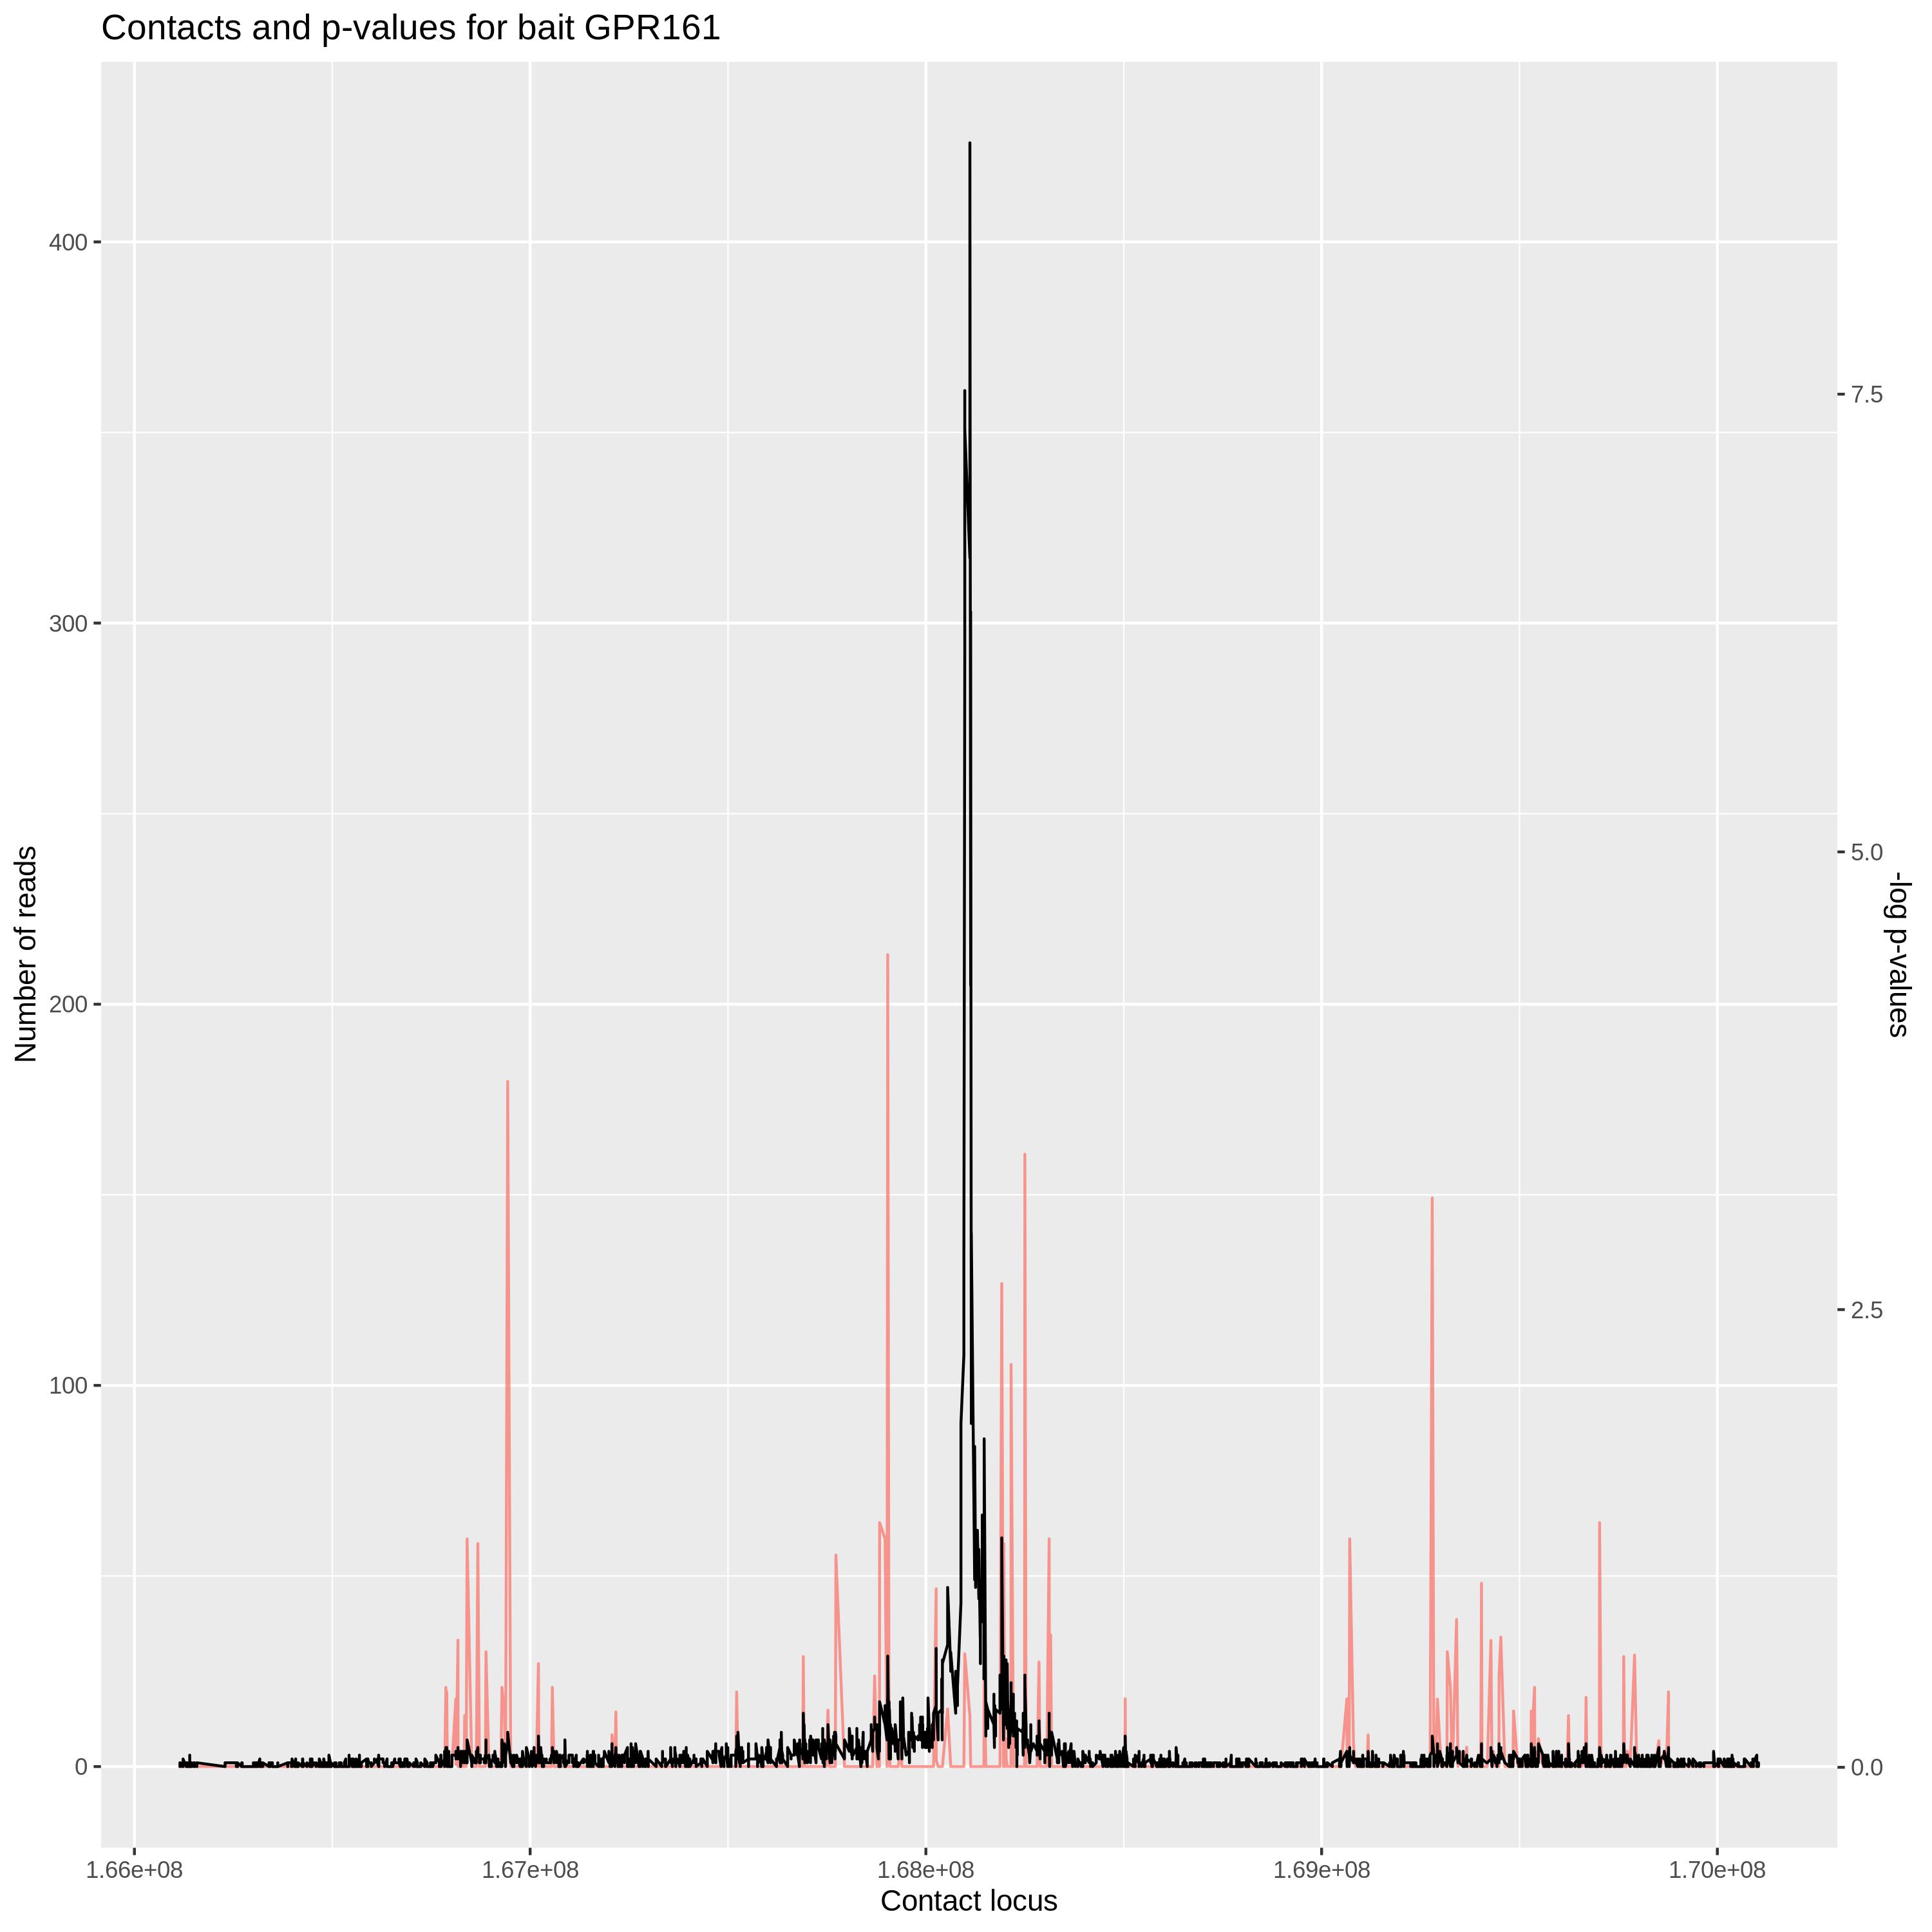 Contacts and p-values for bait GPR161
400
300
200
100
0
Number of reads
7.5
5.0
2.5
0.0
-log p-values
1.66e+08
1.67e+08
1.68e+08
1.69e+08
1.70e+08
Contact locus